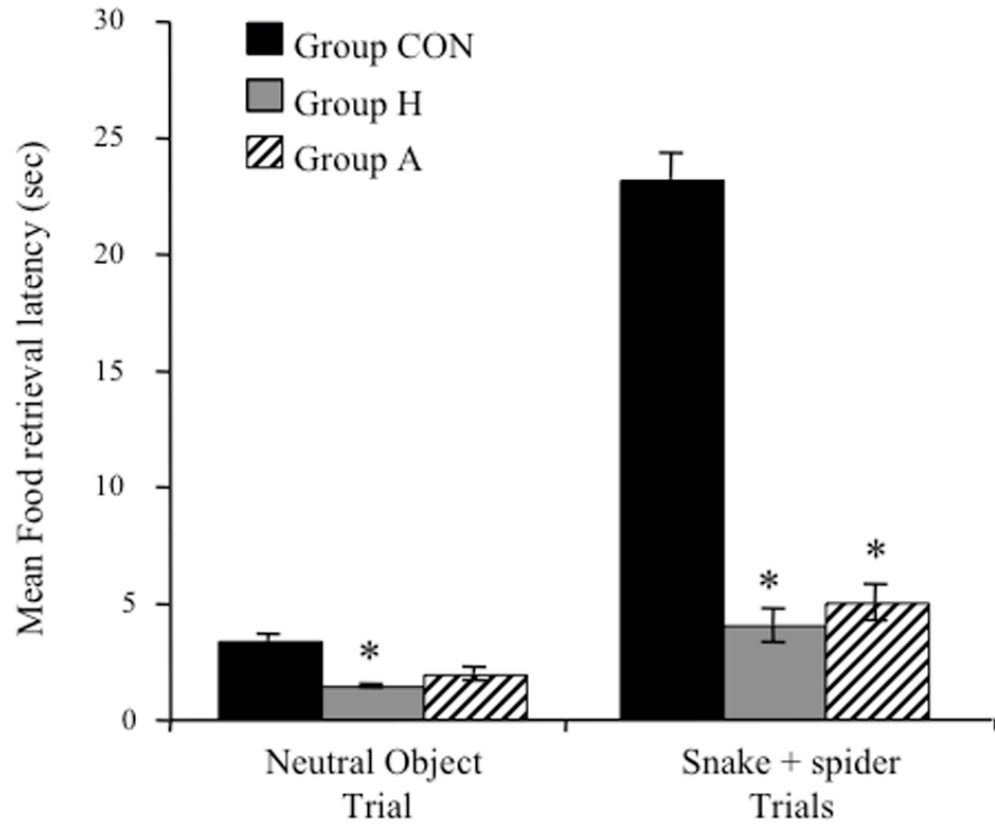 Mean Food retrieval latency (sec)
30
25
20
15
10
5
0
Group CON
Group H
Group A
*
*
*
Neutral Object
Trial
Snake + spider
Trials